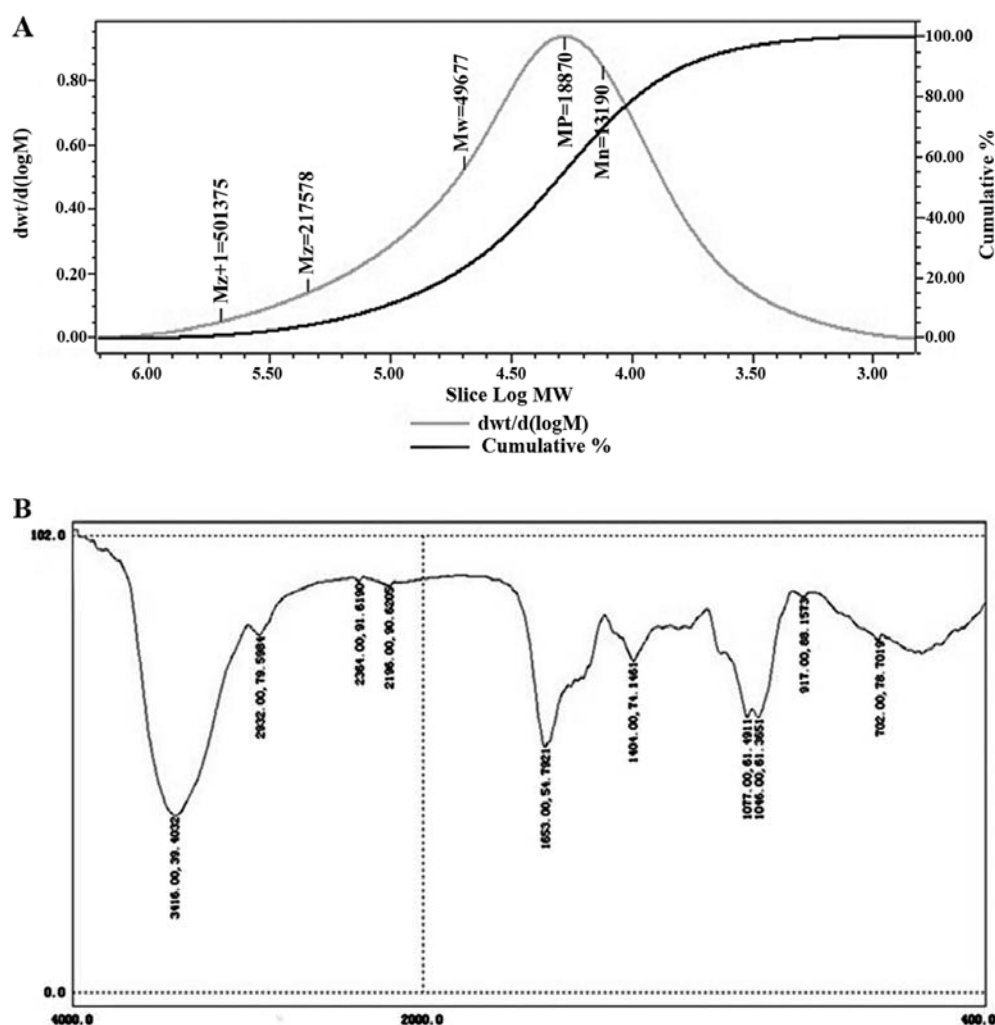 A
dwt/d(logM)
0.80
0.60
0.40
0.20
0.00
Mz+1=501375
Mz=217578
Mw=49677
MP=18870
Mn=13190
100.00
80.00
60.00
40.00
20.00
0.00
Cumulative %
6.00 5.50 5.00 4.50 4.00 3.50 3.00
Slice Log MW
dwt/d(logM)
Cumulative %
B
102.0
3416.00,39.4032
2932.00,79.5984
2364.00,91.6190
2196.00,90.6205
1653.00,54.7921
1404.00,74.1461
1077.00,61.4911
1046.00,61.3651
917.00,88.1573
702.00,78.7019
0.0
4000.0 2000.0 400.0